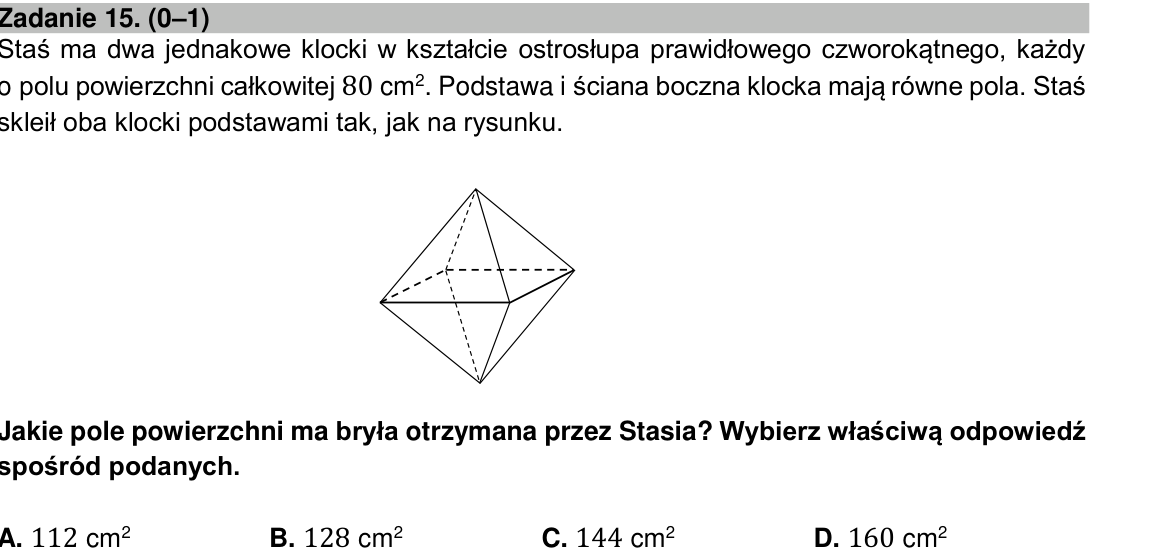 Zadanie 15. (0–1)
Staś ma dwa jednakowe klocki w kształcie ostrosłupa prawidłowego czworokątnego, każdy
o polu powierzchni całkowitej 80 cm². Podstawa i ściana boczna klocka mają równe pola. Staś
skleił oba klocki podstawami tak, jak na rysunku.
Jakie pole powierzchni ma bryła otrzymana przez Stasia? Wybierz właściwą odpowiedź
spośród podanych.
A. 112 cm² B. 128 cm² C. 144 cm² D. 160 cm²